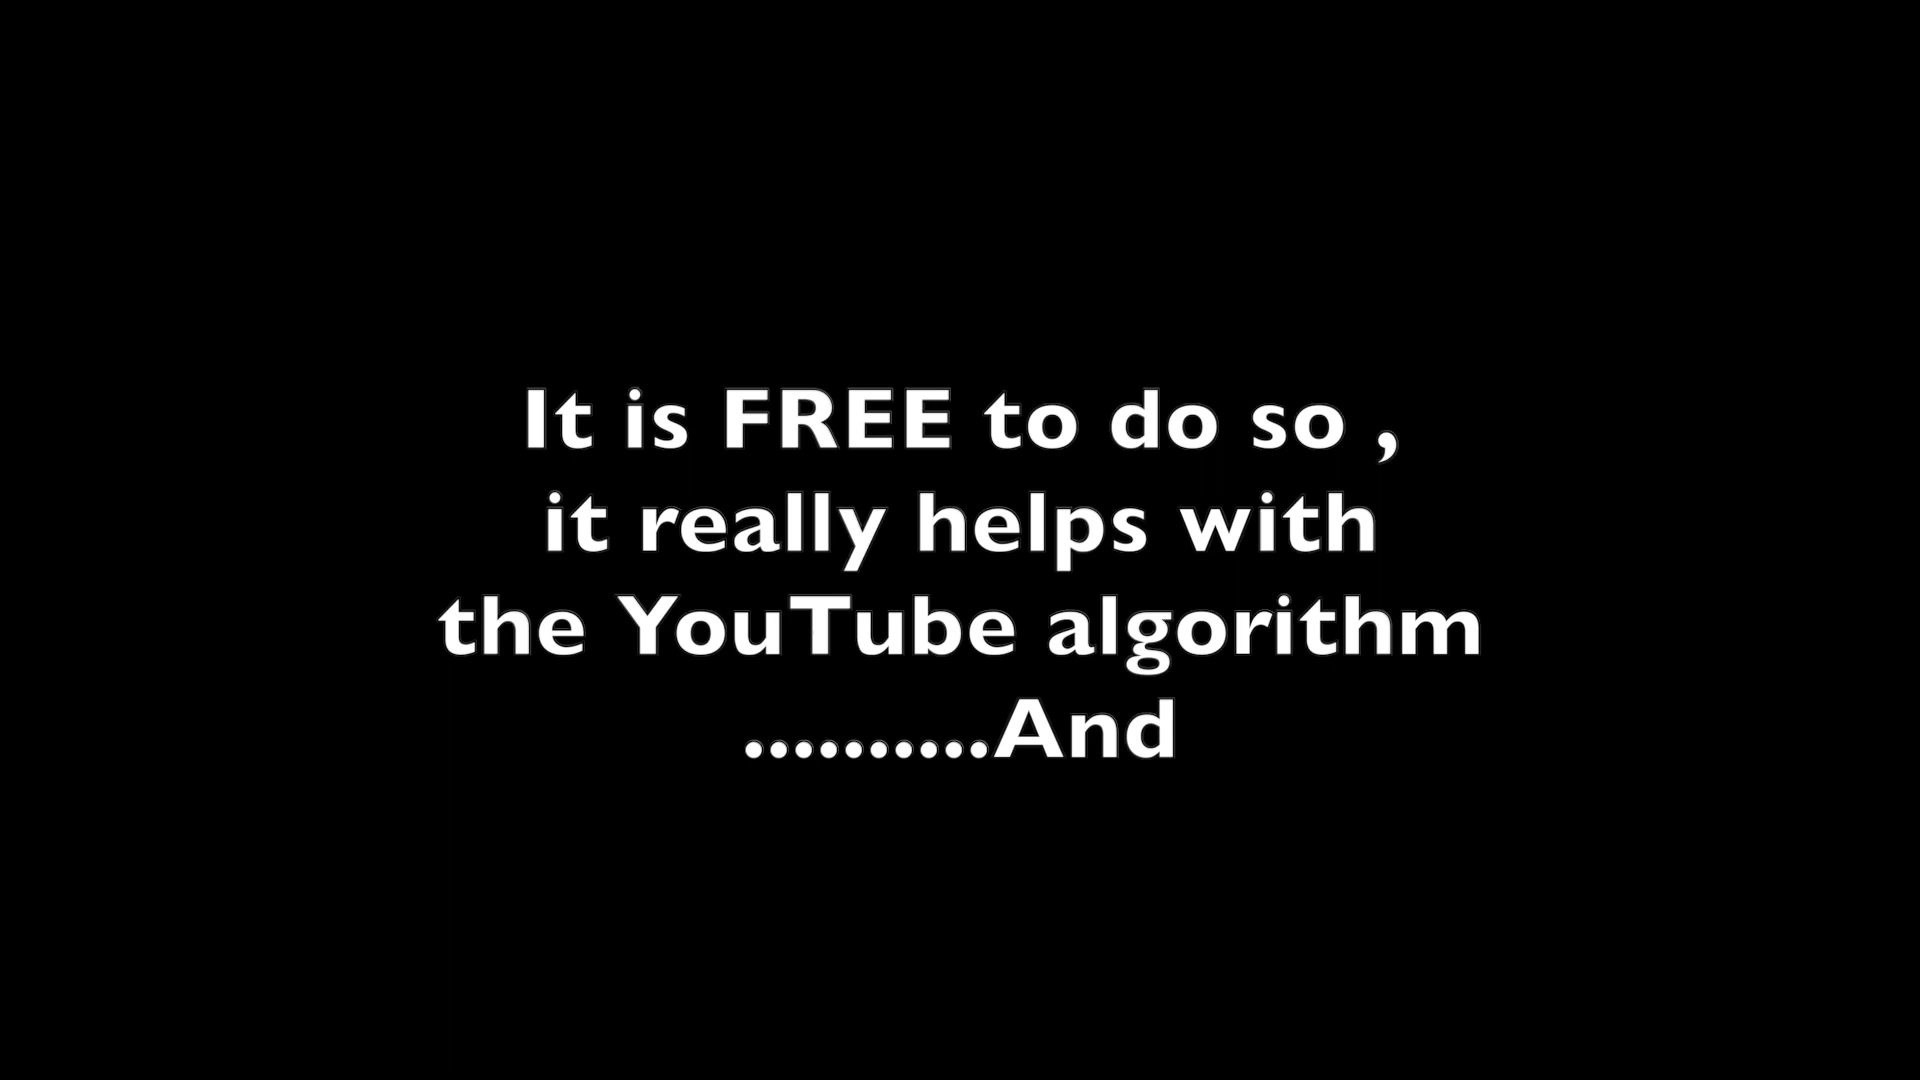 It is FREE to do so ,
it really helps with
the YouTube algorithm
..........And